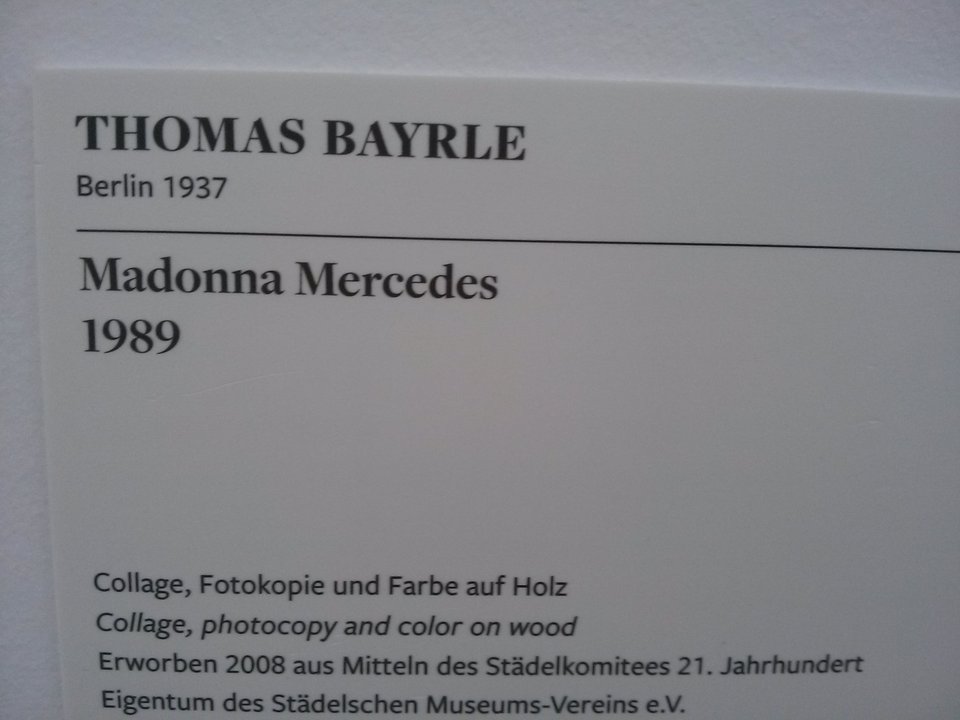 THOMAS BAYRLE
Berlin 1937
Madonna Mercedes
1989
Collage, Fotokopie und Farbe auf Holz
Collage, photocopy and color on wood
Erworben 2008 aus Mitteln des Städelkomitees 21. Jahrhundert
Eigentum des Städelschen Museums-Vereins e.V.